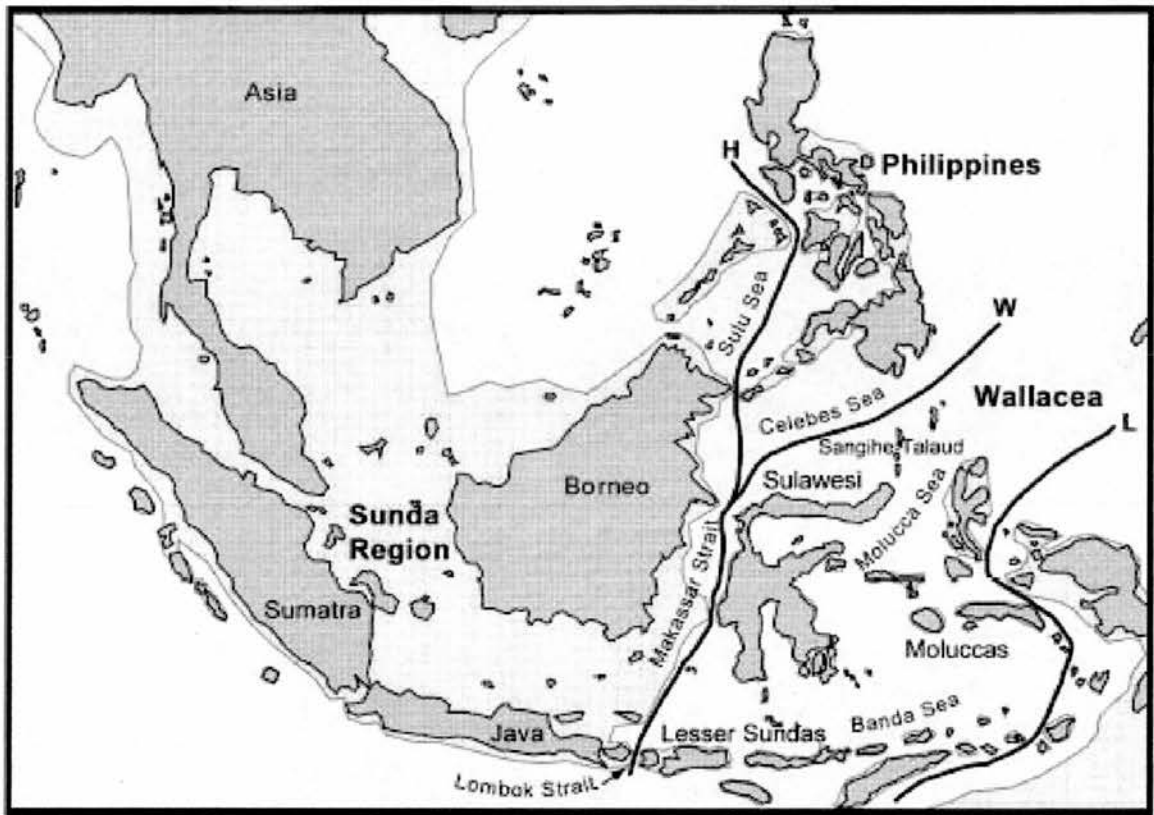 Asia
H
Philippines
Sulu Sea
W
Wallacea
Celebes Sea
L
Sangihe-Talaud
Borneo
Sulawesi
Sunda
Region
Molucca Sea
Makassar Strait
Sumatra
Moluccas
Java
Lesser Sundas
Banda Sea
Lombok Strait